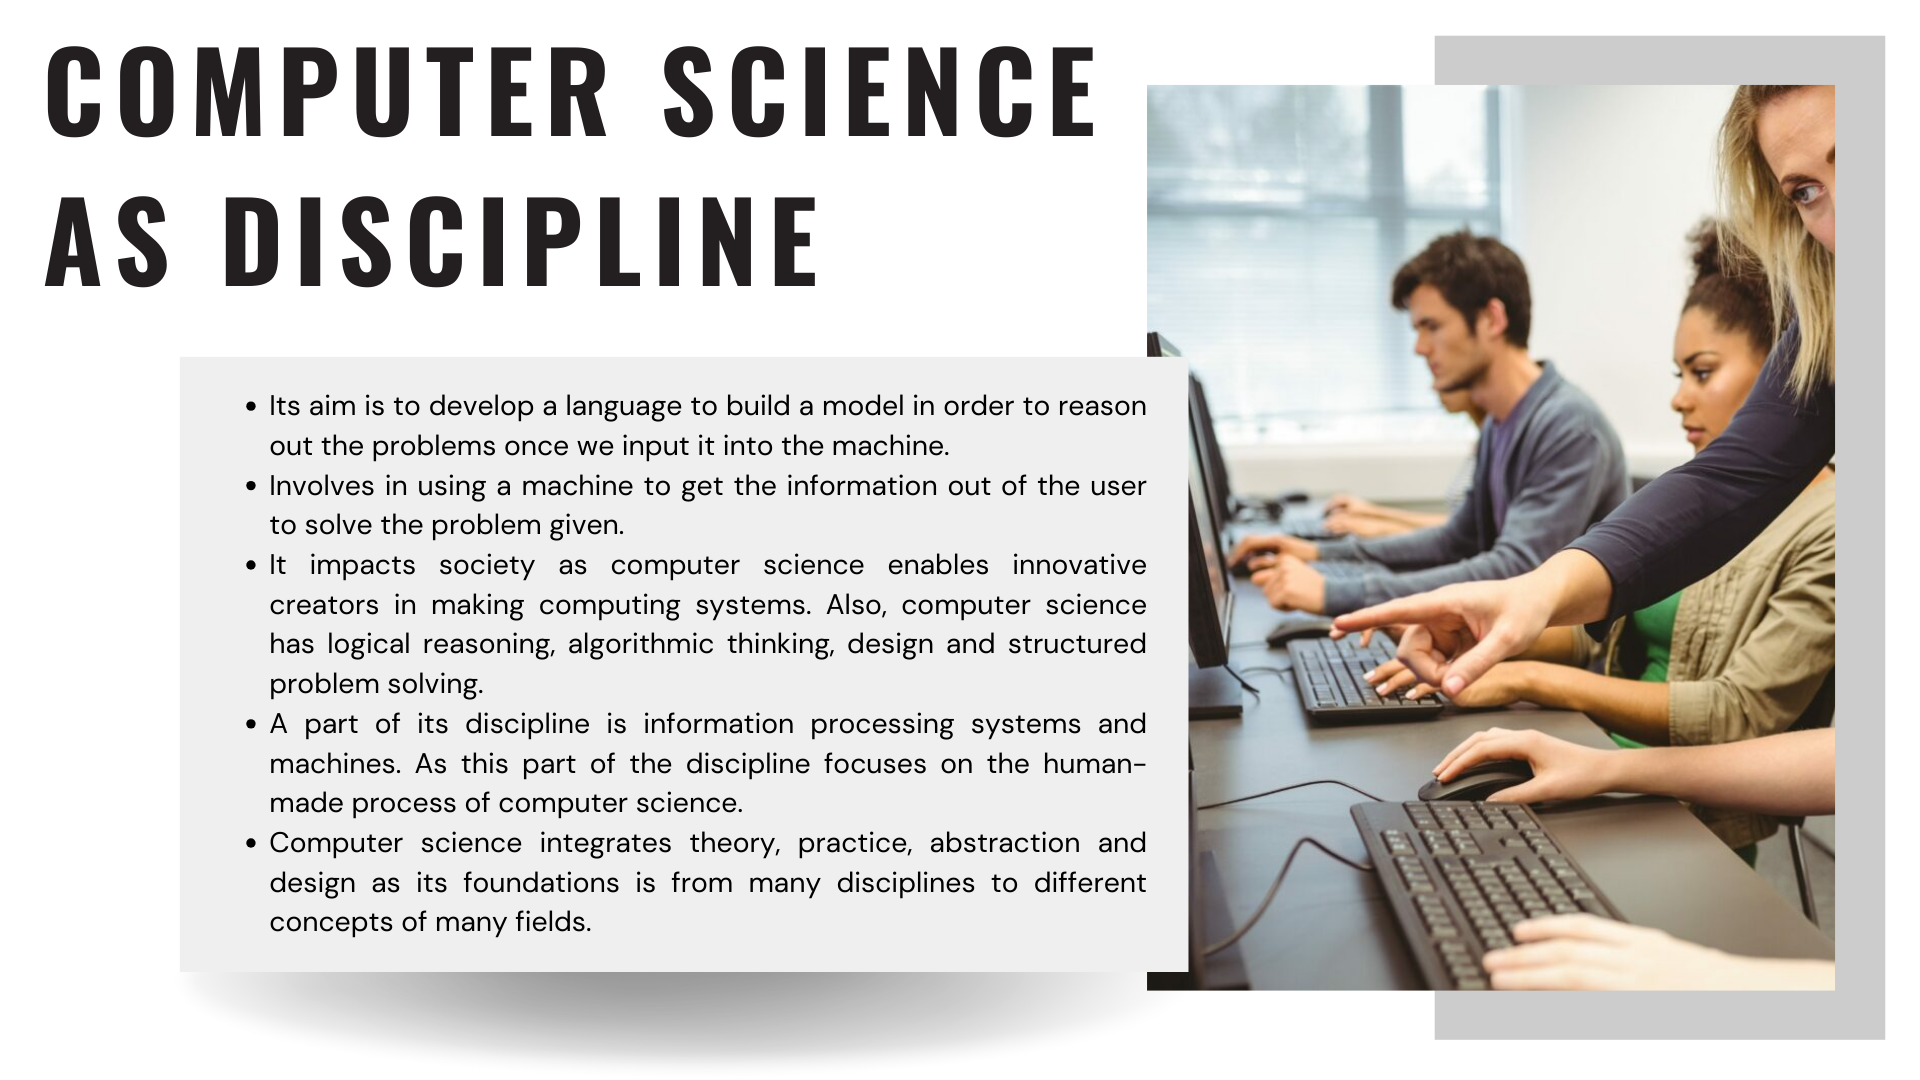 COMPUTER SCIENCE
AS DISCIPLINE
• Its aim is to develop a language to build a model in order to reason
out the problems once we input it into the machine.
• Involves in using a machine to get the information out of the user
to solve the problem given.
• It impacts society as computer science enables innovative
creators in making computing systems. Also, computer science
has logical reasoning, algorithmic thinking, design and structured
problem solving.
• A part of its discipline is information processing systems and
machines. As this part of the discipline focuses on the human-
made process of computer science.
• Computer science integrates theory, practice, abstraction and
design as its foundations is from many disciplines to different
concepts of many fields.